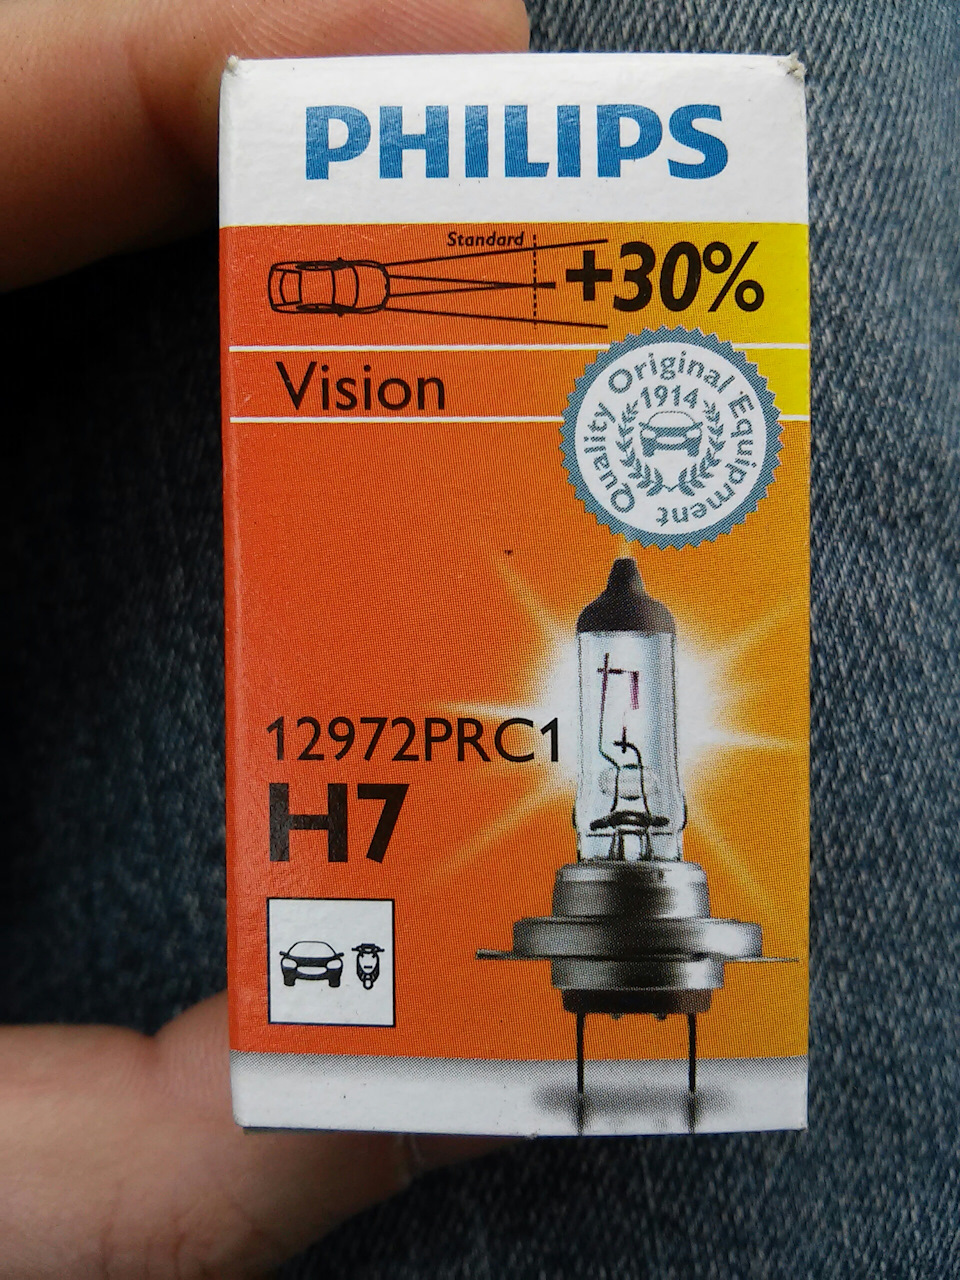 PHILIPS
Standard
+30%
Vision
Quality Original Equipment
1914
12972PRC1
H7